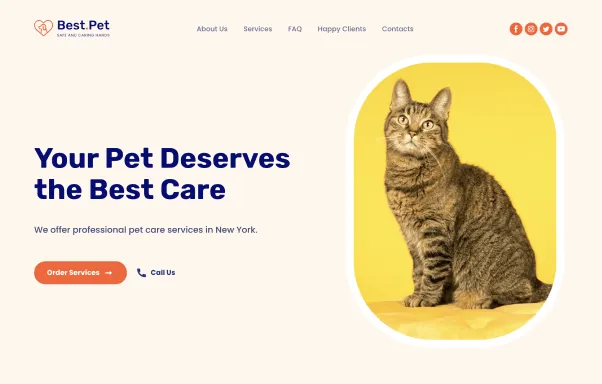 Best.Pet
SAFE AND CARING HANDS
About Us
Services
FAQ
Happy Clients
Contacts
Your Pet Deserves
the Best Care
We offer professional pet care services in New York.
Order Services →
Call Us